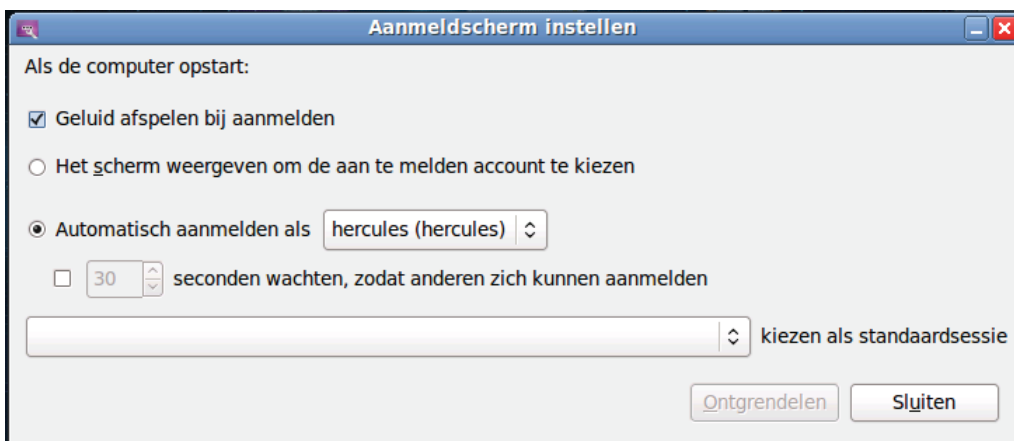 Aanmeldscherm instellen
Als de computer opstart:
Geluid afspelen bij aanmelden
Het scherm weergeven om de aan te melden account te kiezen
Automatisch aanmelden als hercules (hercules)
30 seconden wachten, zodat anderen zich kunnen aanmelden
kiezen als standaardsessie
Ontgrendelen Sluiten